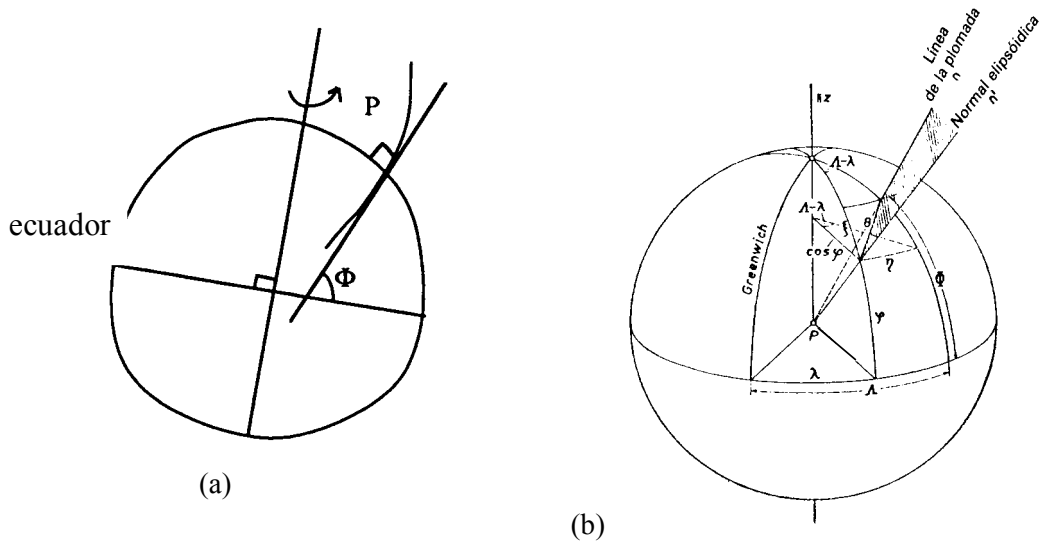 P
ecuador
Φ
(a)
Línea
de la plomada
n
Normal elipsóidica
n'
z
Λ-λ
Λ-λ
ξ
θ
cos φ
η
Greenwich
Φ
φ
P
λ
Λ
(b)